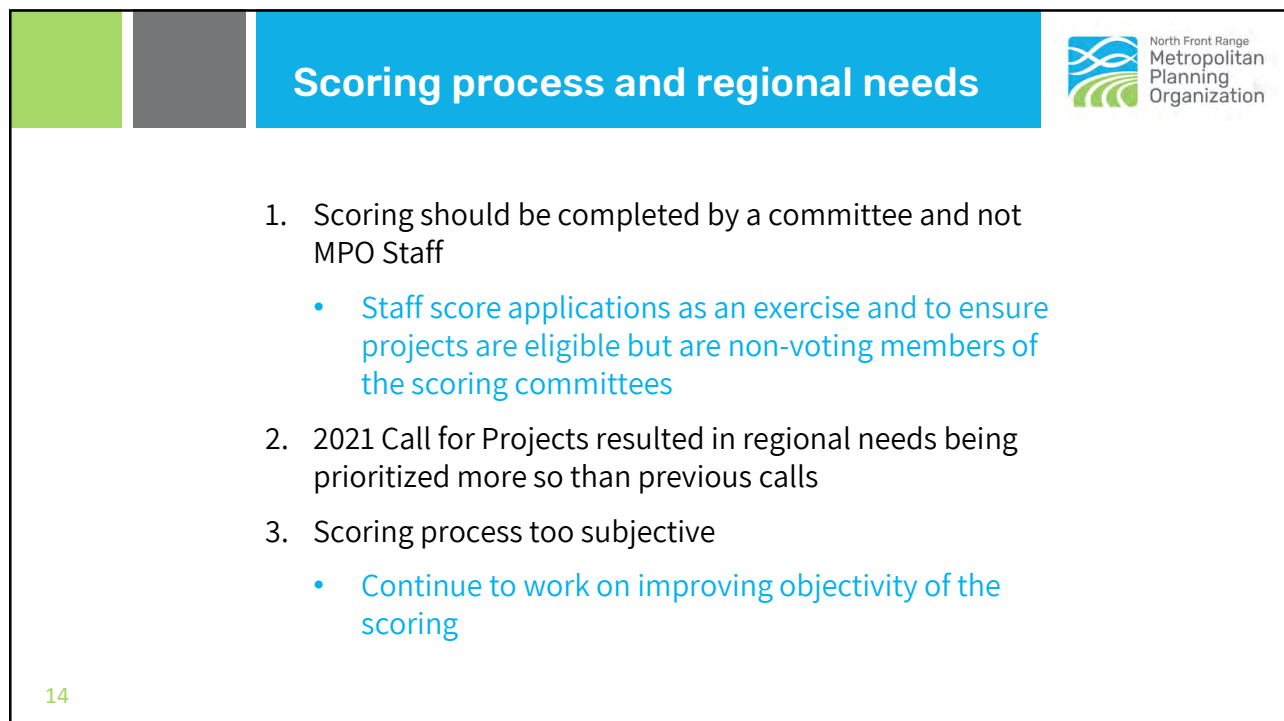 Scoring process and regional needs
North Front Range
Metropolitan
Planning
Organization
1. Scoring should be completed by a committee and not
MPO Staff
• Staff score applications as an exercise and to ensure
projects are eligible but are non-voting members of
the scoring committees
2. 2021 Call for Projects resulted in regional needs being
prioritized more so than previous calls
3. Scoring process too subjective
• Continue to work on improving objectivity of the
scoring
14